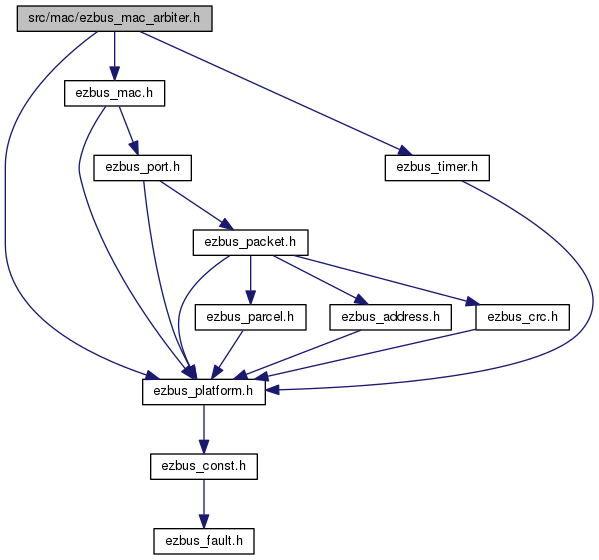 src/mac/ezbus_mac_arbiter.h
ezbus_mac.h
ezbus_port.h
ezbus_timer.h
ezbus_packet.h
ezbus_parcel.h
ezbus_address.h
ezbus_crc.h
ezbus_platform.h
ezbus_const.h
ezbus_fault.h